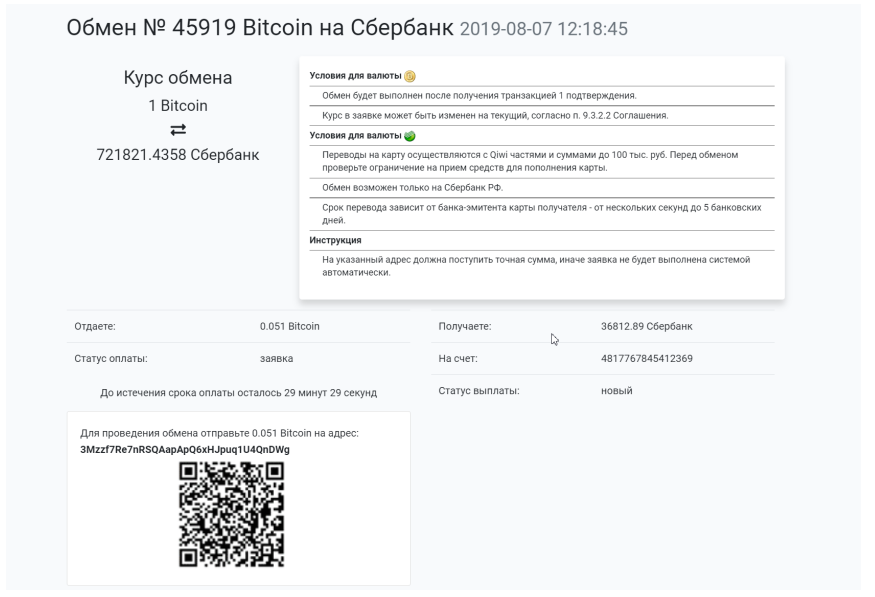 Обмен № 45919 Bitcoin на Сбербанк 2019-08-07 12:18:45
Курс обмена
1 Bitcoin
721821.4358 Сбербанк
Условия для валюты
Обмен будет выполнен после получения транзакцией 1 подтверждения.
Курс в заявке может быть изменен на текущий, согласно п. 9.3.2.2 Соглашения.
Условия для валюты
Переводы на карту осуществляются с Qiwi частями и суммами до 100 тыс. руб. Перед обменом
проверьте ограничение на прием средств для пополнения карты.
Обмен возможен только на Сбербанк РФ.
Срок перевода зависит от банка-эмитента карты получателя - от нескольких секунд до 5 банковских
дней.
Инструкция
На указанный адрес должна поступить точная сумма, иначе заявка не будет выполнена системой
автоматически.
Отдаете: 0.051 Bitcoin
Статус оплаты: заявка
До истечения срока оплаты осталось 29 минут 29 секунд
Получаете: 36812.89 Сбербанк
На счет: 4817767845412369
Статус выплаты: новый
Для проведения обмена отправьте 0.051 Bitcoin на адрес:
3Mzzf7Re7nRSQAapApQ6xHJpuq1U4QnDWg